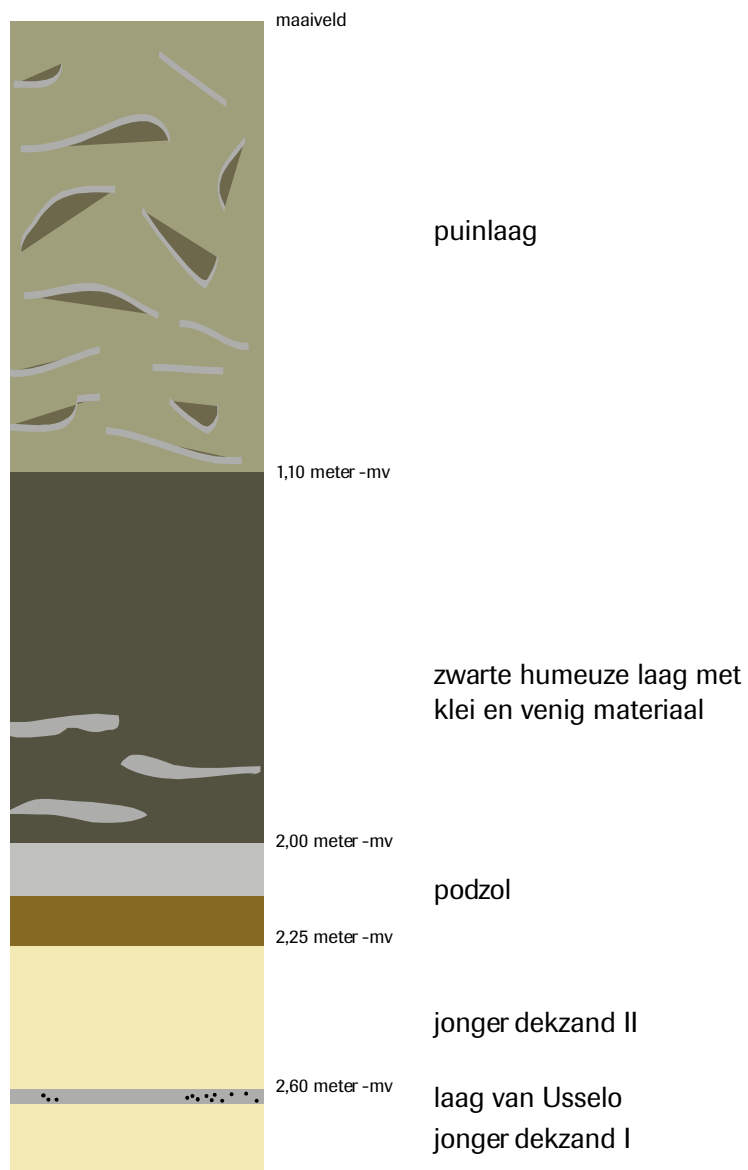 maaiveld
puinlaag
1,10 meter -mv
zwarte humeuze laag met
klei en venig materiaal
2,00 meter -mv
podzol
2,25 meter -mv
jonger dekzand II
2,60 meter -mv
laag van Usselo
jonger dekzand I